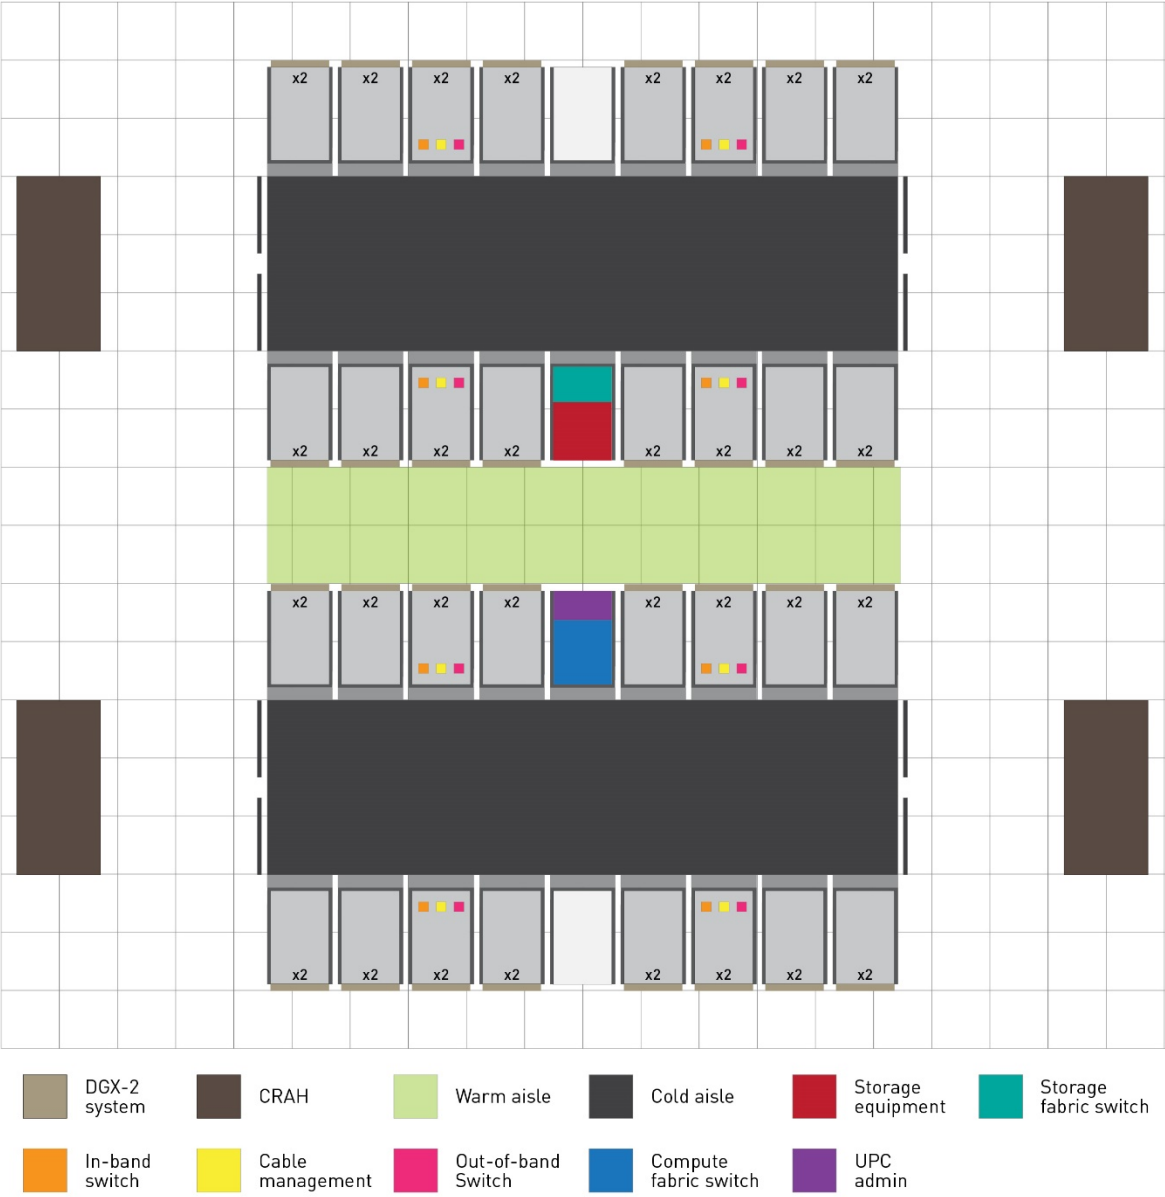 x2 x2 x2 x2 x2 x2 x2 x2
x2 x2 x2 x2 x2 x2 x2 x2
x2 x2 x2 x2 x2 x2 x2 x2
x2 x2 x2 x2 x2 x2 x2 x2
DGX-2
system
CRAH
Warm aisle
Cold aisle
Storage
equipment
Storage
fabric switch
In-band
switch
Cable
management
Out-of-band
Switch
Compute
fabric switch
UPC
admin